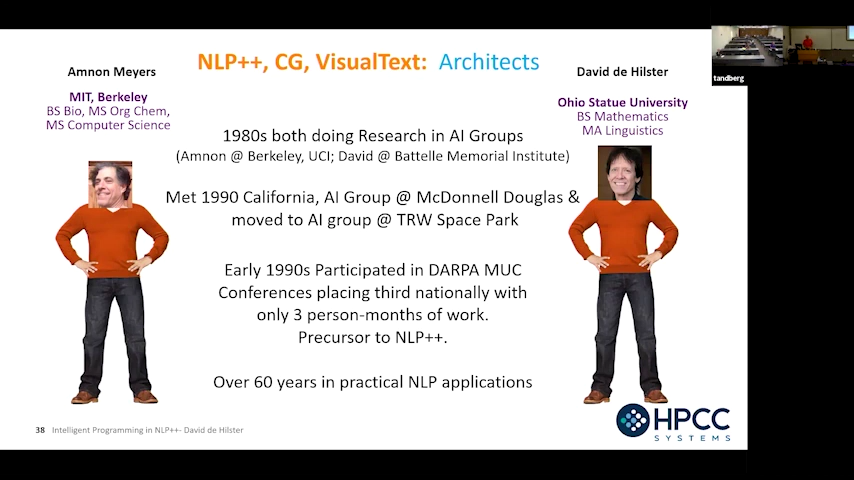 NLP++, CG, VisualText: Architects
Amnon Meyers
MIT, Berkeley
BS Bio, MS Org Chem,
MS Computer Science
David de Hilster
Ohio Statue University
BS Mathematics
MA Linguistics
1980s both doing Research in AI Groups
(Amnon @ Berkeley, UCI; David @ Battelle Memorial Institute)
Met 1990 California, AI Group @ McDonnell Douglas &
moved to AI group @ TRW Space Park
Early 1990s Participated in DARPA MUC
Conferences placing third nationally with
only 3 person-months of work.
Precursor to NLP++.
Over 60 years in practical NLP applications
38 Intelligent Programming in NLP++- David de Hilster
HPCC
SYSTEMS
tandberg